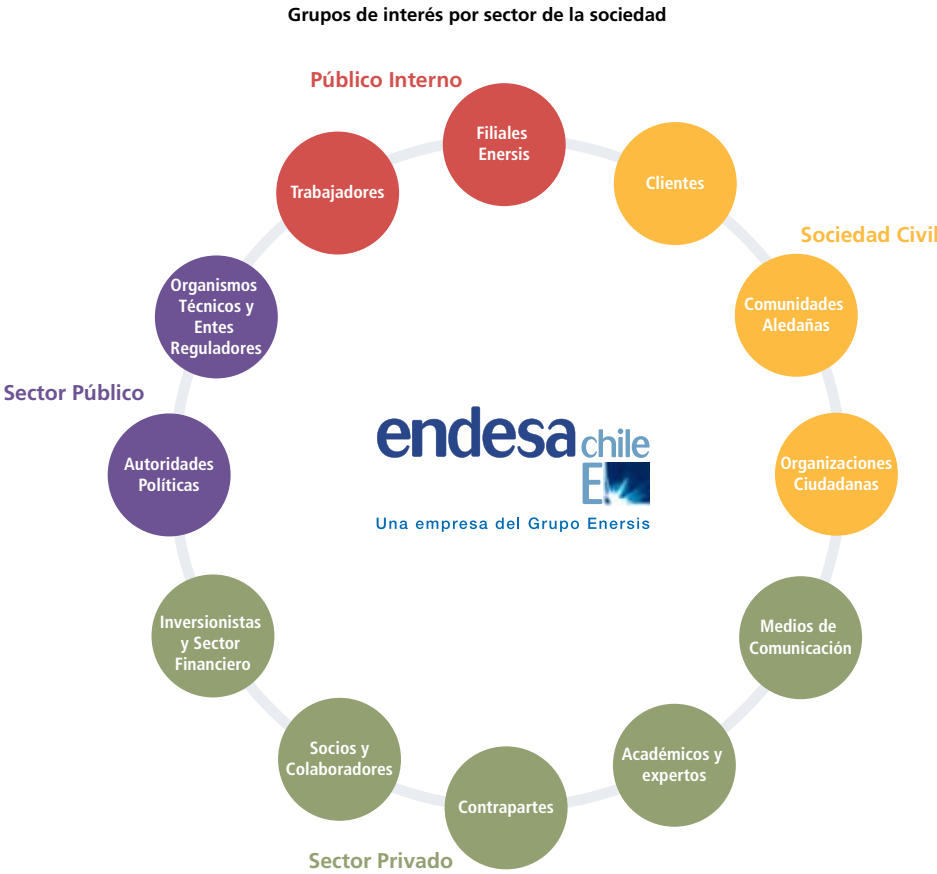 Grupos de interés por sector de la sociedad
Público Interno
Filiales
Enersis
Trabajadores
Clientes
Sociedad Civil
Organismos
Técnicos y
Entes
Reguladores
Comunidades
Aledañas
Sector Público
Autoridades
Políticas
endesa chile
E
Una empresa del Grupo Enersis
Organizaciones
Ciudadanas
Inversionistas
y Sector
Financiero
Medios de
Comunicación
Socios y
Colaboradores
Académicos y
expertos
Contrapartes
Sector Privado